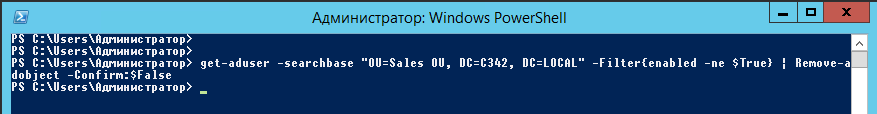 Администратор: Windows PowerShell
PS C:\Users\Администратор>
PS C:\Users\Администратор>
PS C:\Users\Администратор> get-aduser -searchbase "OU=Sales OU, DC=C342, DC=LOCAL" -Filter{enabled -ne $True} | Remove-a
dobject -Confirm:$False
PS C:\Users\Администратор> _